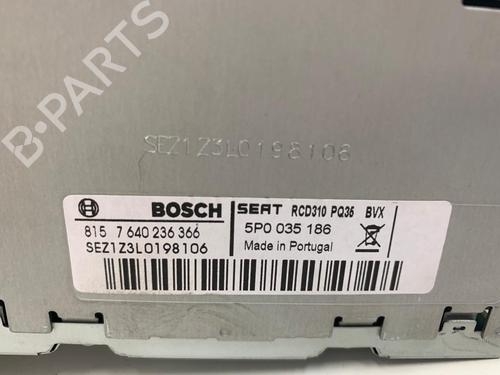 B-PARTS
SEZ1Z3L0198106
BOSCH
SEAT RCD310 PQ35 BVX
815 7 640 236 366
5P0 035 186
SEZ1Z3L0198106
Made in Portugal